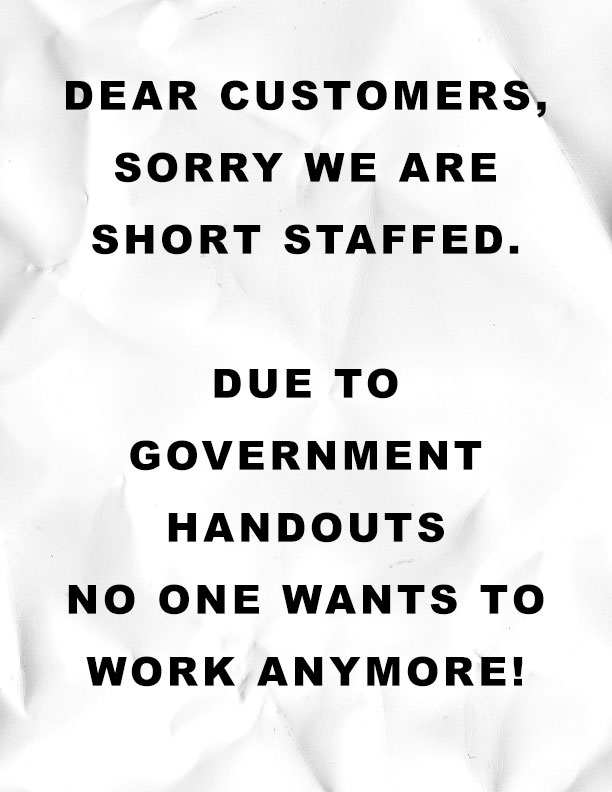 DEAR CUSTOMERS,
SORRY WE ARE
SHORT STAFFED.
DUE TO
GOVERNMENT
HANDOUTS
NO ONE WANTS TO
WORK ANYMORE!